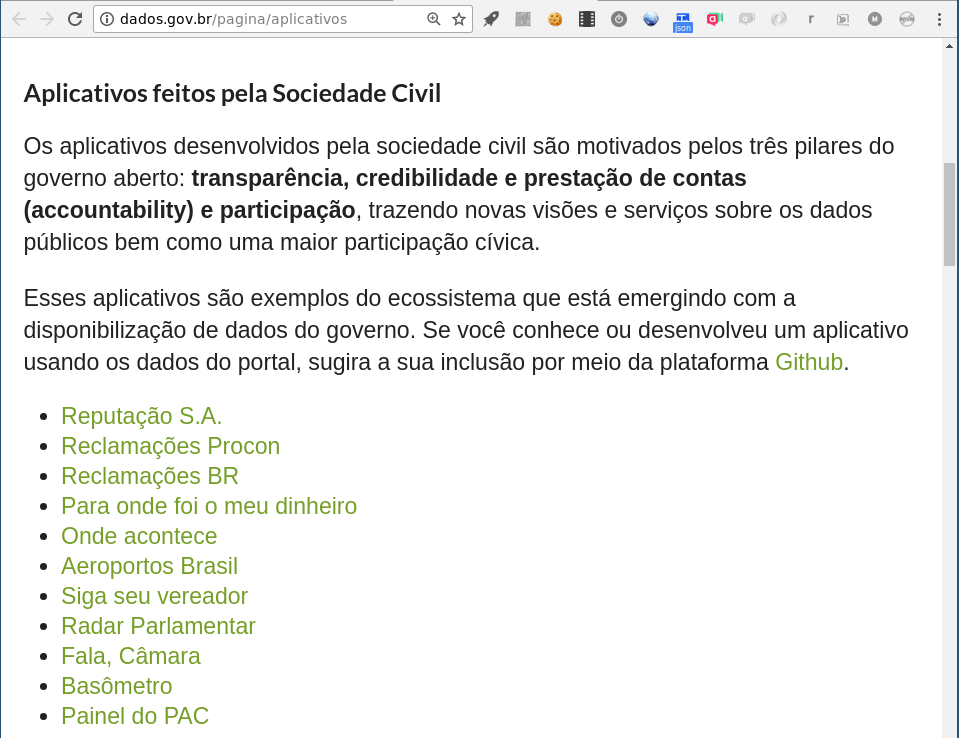 dados.gov.br/pagina/aplicativos
json
Aplicativos feitos pela Sociedade Civil
Os aplicativos desenvolvidos pela sociedade civil são motivados pelos três pilares do
governo aberto: transparência, credibilidade e prestação de contas
(accountability) e participação, trazendo novas visões e serviços sobre os dados
públicos bem como uma maior participação cívica.
Esses aplicativos são exemplos do ecossistema que está emergindo com a
disponibilização de dados do governo. Se você conhece ou desenvolveu um aplicativo
usando os dados do portal, sugira a sua inclusão por meio da plataforma Github.
Reputação S.A.
Reclamações Procon
Reclamações BR
Para onde foi o meu dinheiro
Onde acontece
Aeroportos Brasil
Siga seu vereador
Radar Parlamentar
Fala, Câmara
Basômetro
Painel do PAC